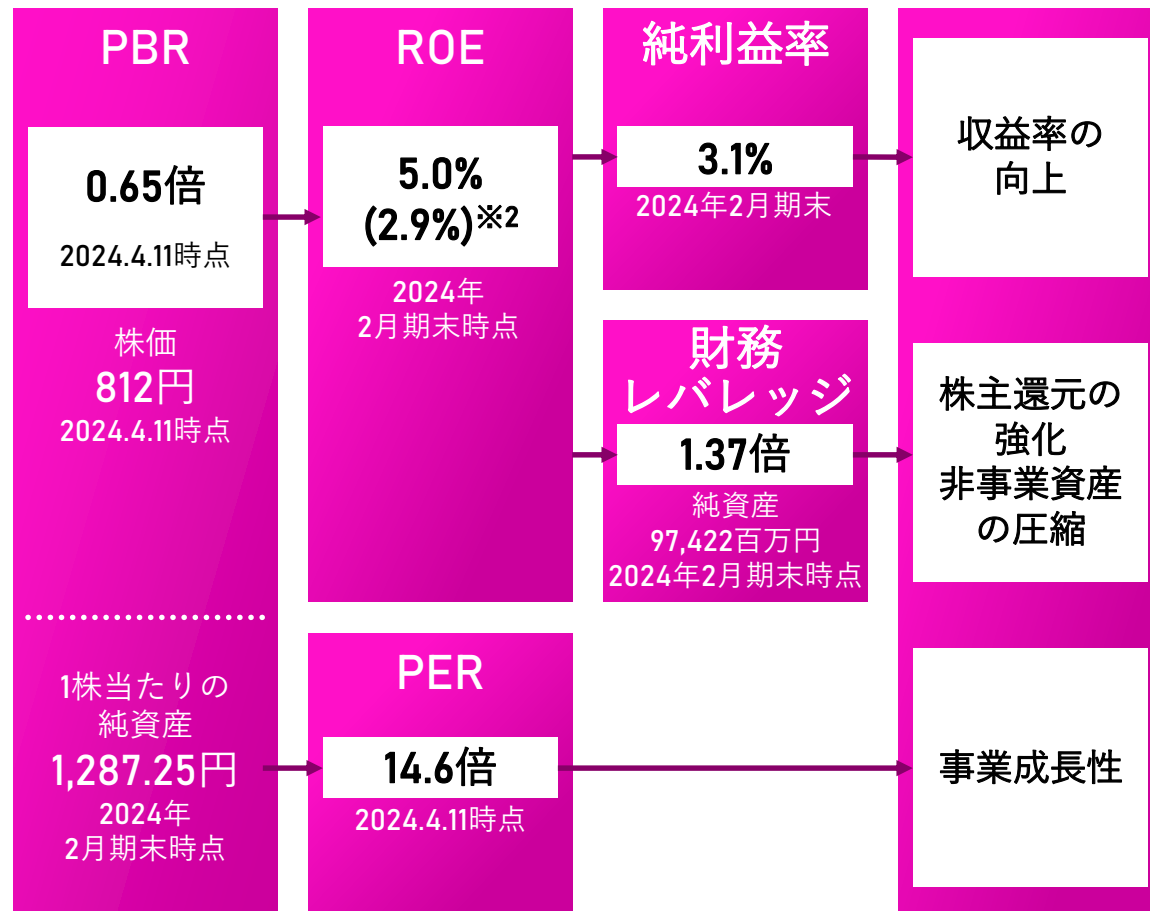 PBR
0.65倍
2024.4.11時点
株価
812円
2024.4.11時点
1株当たりの
純資産
1,287.25円
2024年
2月期末時点
ROE
5.0%
(2.9%)※2
2024年
2月期末時点
PER
14.6倍
2024.4.11時点
純利益率
3.1%
2024年2月期末
財務
レバレッジ
1.37倍
純資産
97,422百万円
2024年2月期末時点
収益率の
向上
株主還元の
強化
非事業資産
の圧縮
事業成長性